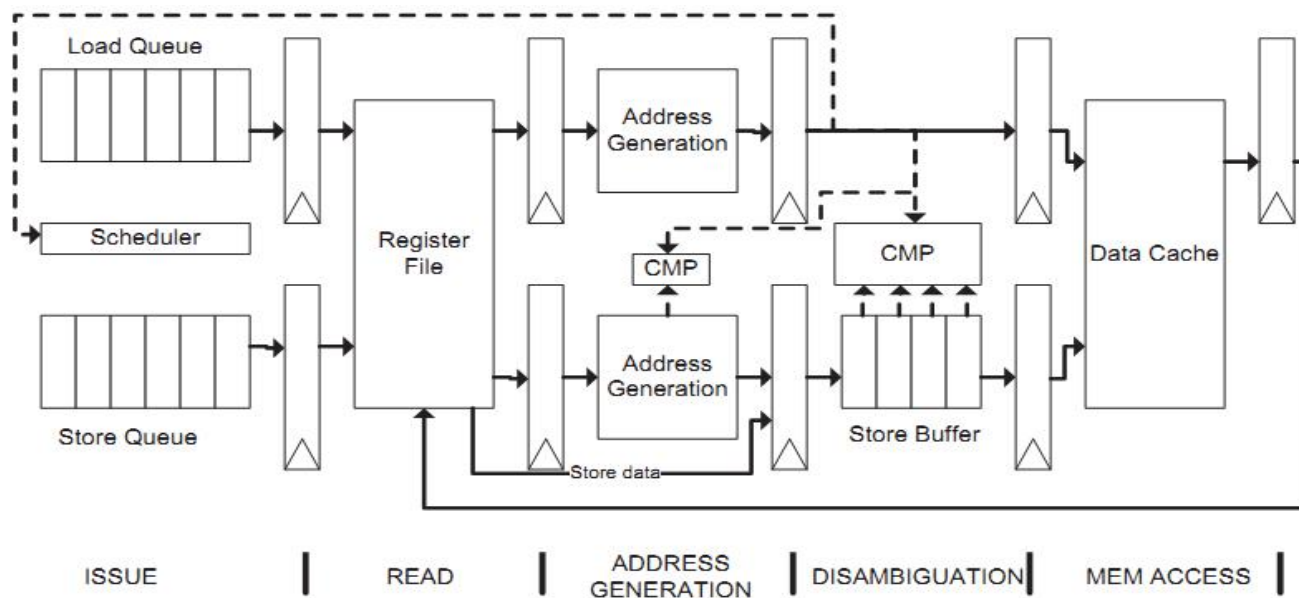 Load Queue
Address
Generation
Scheduler
Register
File
CMP
CMP
Data Cache
Address
Generation
Store Queue
Store Buffer
Store data
ISSUE
READ
ADDRESS
GENERATION
DISAMBIGUATION
MEM ACCESS